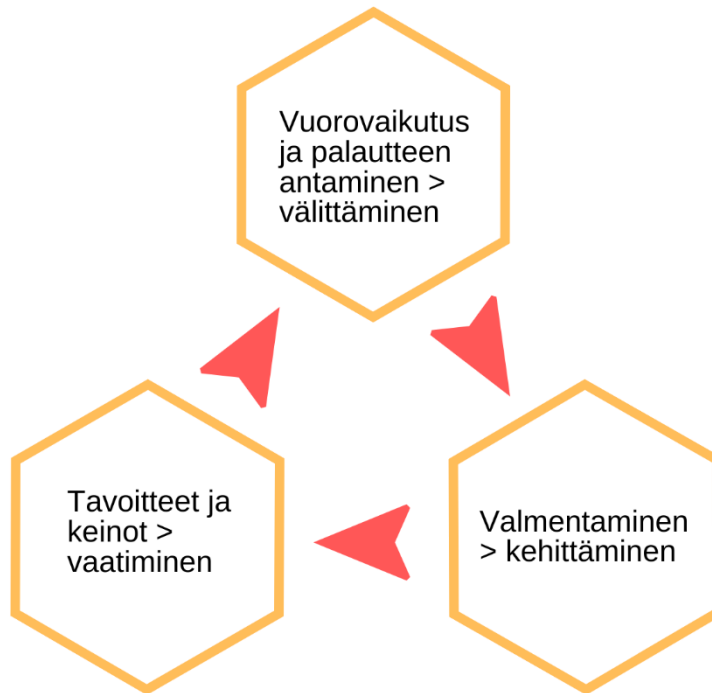 Vuorovaikutus
ja palautteen
antaminen >
välittäminen
Tavoitteet ja
keinot >
vaatiminen
Valmentaminen
> kehittäminen